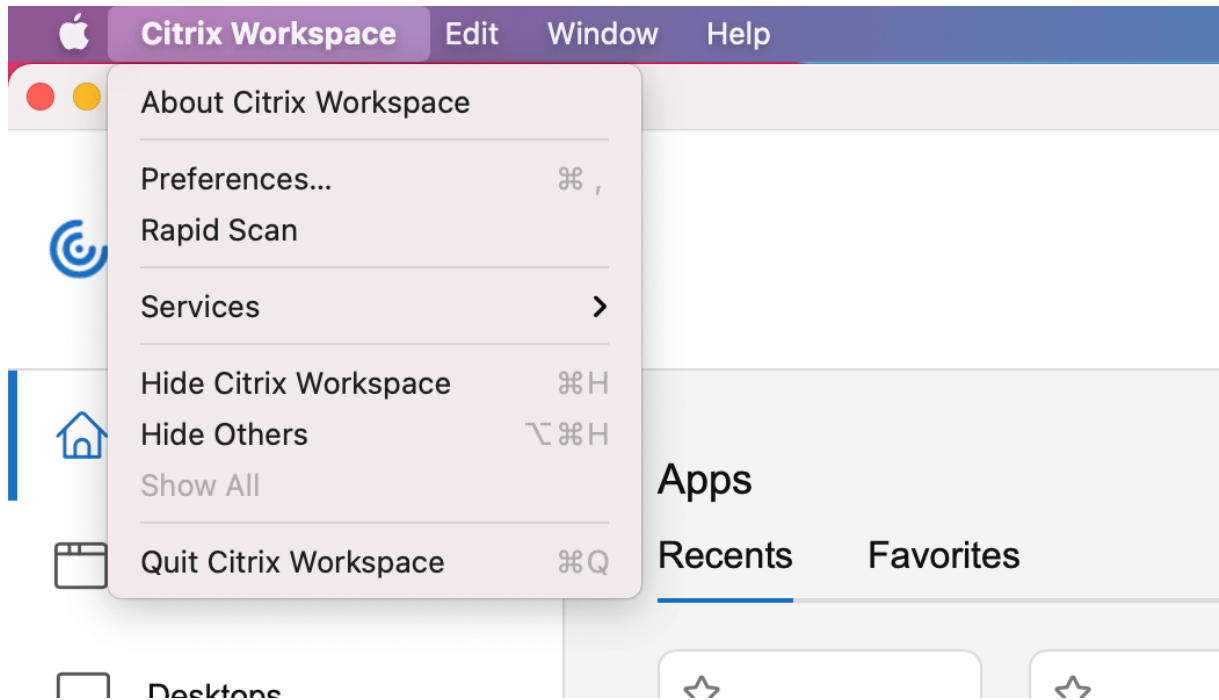 Citrix Workspace Edit Window Help
About Citrix Workspace
Preferences... ⌘ ,
Rapid Scan
Services
Hide Citrix Workspace ⌘H
Hide Others ⌥⌘H
Show All
Quit Citrix Workspace ⌘Q
Apps
Recents Favorites
Desktops